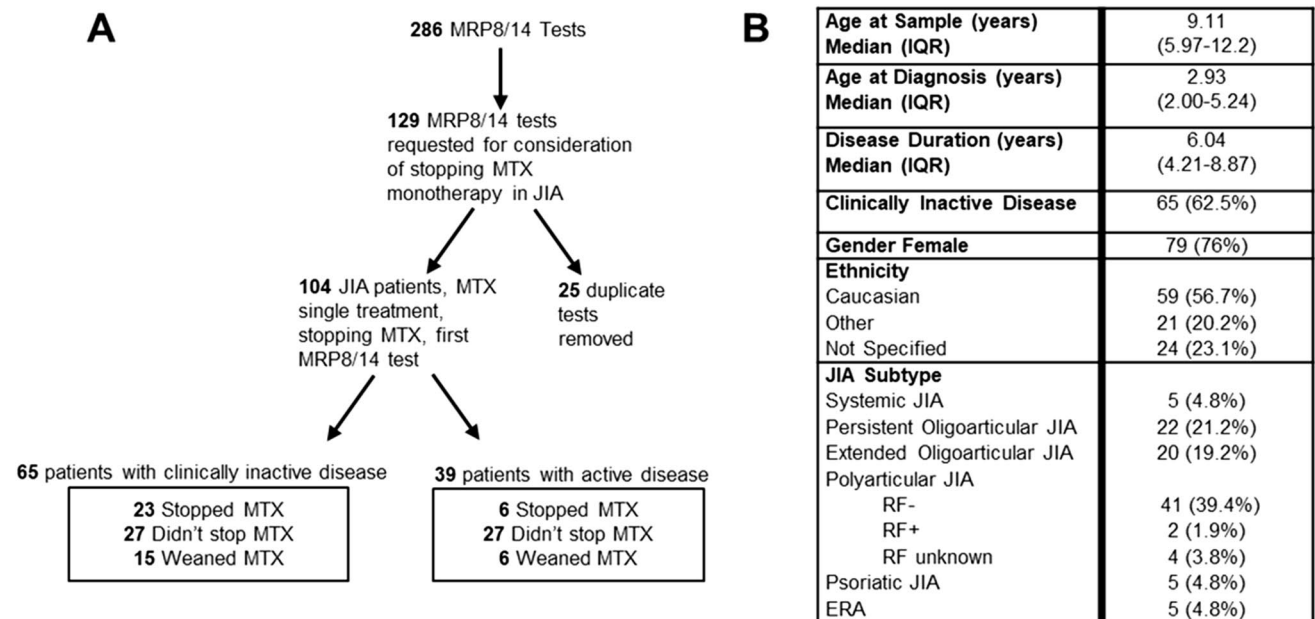 A
286 MRP8/14 Tests
129 MRP8/14 tests
requested for consideration
of stopping MTX
monotherapy in JIA
104 JIA patients, MTX
single treatment,
stopping MTX, first
MRP8/14 test
25 duplicate
tests
removed
65 patients with clinically inactive disease
23 Stopped MTX
27 Didn't stop MTX
15 Weaned MTX
39 patients with active disease
6 Stopped MTX
27 Didn't stop MTX
6 Weaned MTX
B
Age at Sample (years) 9.11
Median (IQR) (5.97-12.2)
Age at Diagnosis (years) 2.93
Median (IQR) (2.00-5.24)
Disease Duration (years) 6.04
Median (IQR) (4.21-8.87)
Clinically Inactive Disease 65 (62.5%)
Gender Female 79 (76%)
Ethnicity
Caucasian 59 (56.7%)
Other 21 (20.2%)
Not Specified 24 (23.1%)
JIA Subtype
Systemic JIA 5 (4.8%)
Persistent Oligoarticular JIA 22 (21.2%)
Extended Oligoarticular JIA 20 (19.2%)
Polyarticular JIA
RF- 41 (39.4%)
RF+ 2 (1.9%)
RF unknown 4 (3.8%)
Psoriatic JIA 5 (4.8%)
ERA 5 (4.8%)